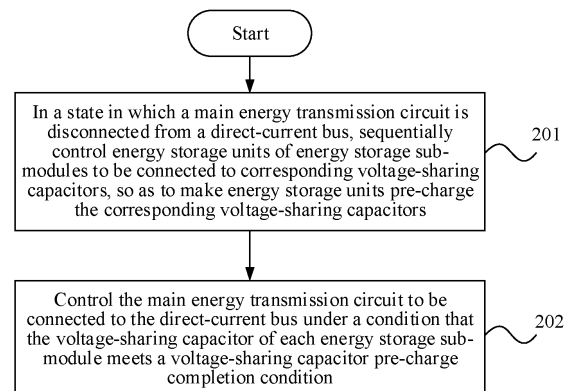 Start
In a state in which a main energy transmission circuit is
disconnected from a direct-current bus, sequentially
control energy storage units of energy storage sub-
modules to be connected to corresponding voltage-sharing
capacitors, so as to make energy storage units pre-charge
the corresponding voltage-sharing capacitors
201
Control the main energy transmission circuit to be
connected to the direct-current bus under a condition that
the voltage-sharing capacitor of each energy storage sub-
module meets a voltage-sharing capacitor pre-charge
completion condition
202